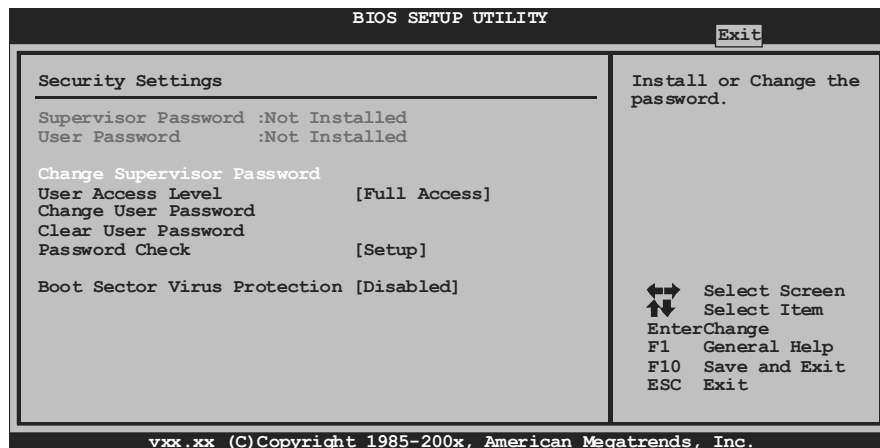 BIOS SETUP UTILITY
Exit
Security Settings
Supervisor Password :Not Installed
User Password :Not Installed
Change Supervisor Password
User Access Level [Full Access]
Change User Password
Clear User Password
Password Check [Setup]
Boot Sector Virus Protection [Disabled]
Install or Change the
password.
Select Screen
Select Item
EnterChange
F1 General Help
F10 Save and Exit
ESC Exit
vxx.xx (C)Copyright 1985-200x, American Megatrends, Inc.